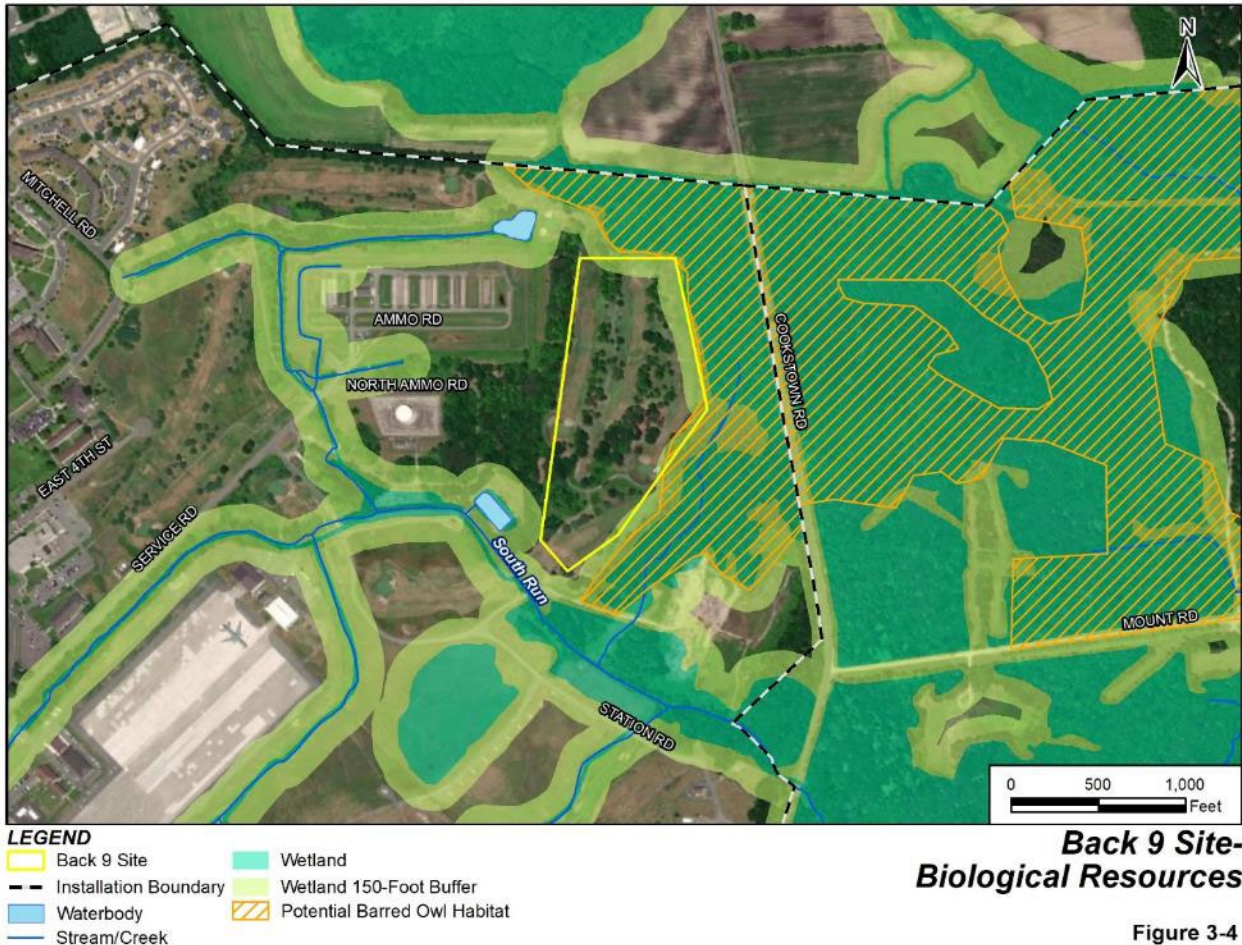 N
MITCHELL RD
AMMO RD
NORTH AMMO RD
COOKSTOWN RD
EAST 4TH ST
SERVICE RD
South Run
MOUNT RD
STATION RD
0 500 1,000
Feet
LEGEND
Back 9 Site
Installation Boundary
Waterbody
Stream/Creek
Wetland
Wetland 150-Foot Buffer
Potential Barred Owl Habitat
Back 9 Site-
Biological Resources
Figure 3-4